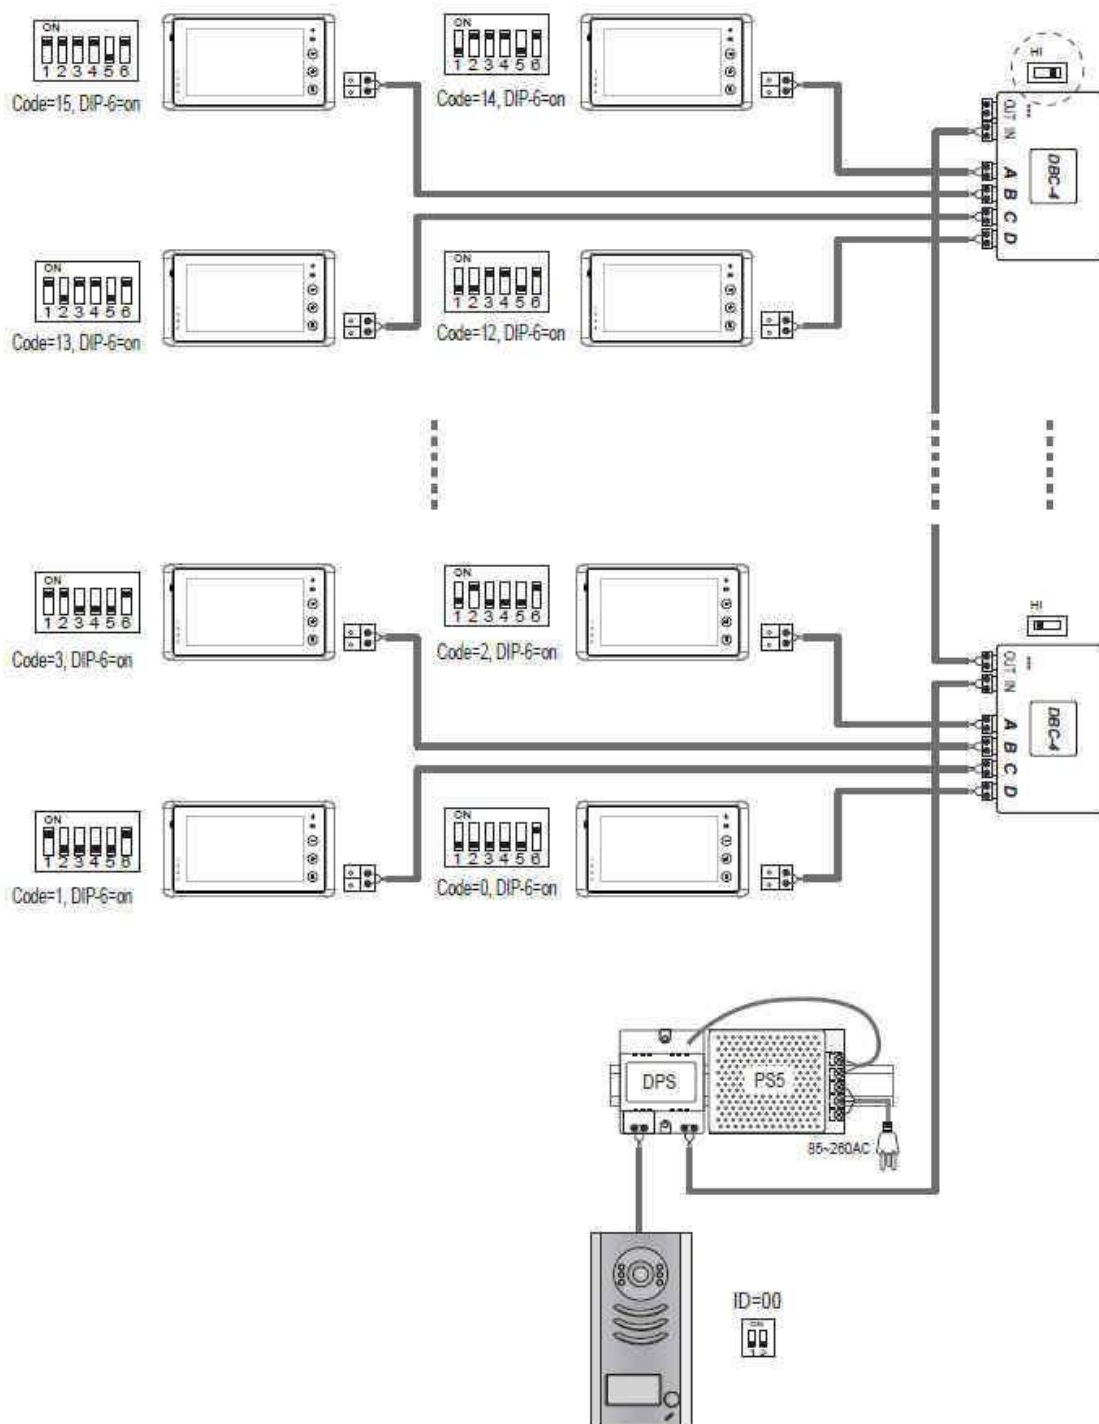 ON
1 2 3 4 5 6
Code=15, DIP-6=on
ON
1 2 3 4 5 6
Code=14, DIP-6=on
HI
OUT IN
DBC-4
A
B
C
D
ON
1 2 3 4 5 6
Code=13, DIP-6=on
ON
1 2 3 4 5 6
Code=12, DIP-6=on
ON
1 2 3 4 5 6
Code=3, DIP-6=on
ON
1 2 3 4 5 6
Code=2, DIP-6=on
HI
OUT IN
DBC-4
A
B
C
D
ON
1 2 3 4 5 6
Code=1, DIP-6=on
ON
1 2 3 4 5 6
Code=0, DIP-6=on
DPS
PS5
85~260AC
ID=00
ON
1 2